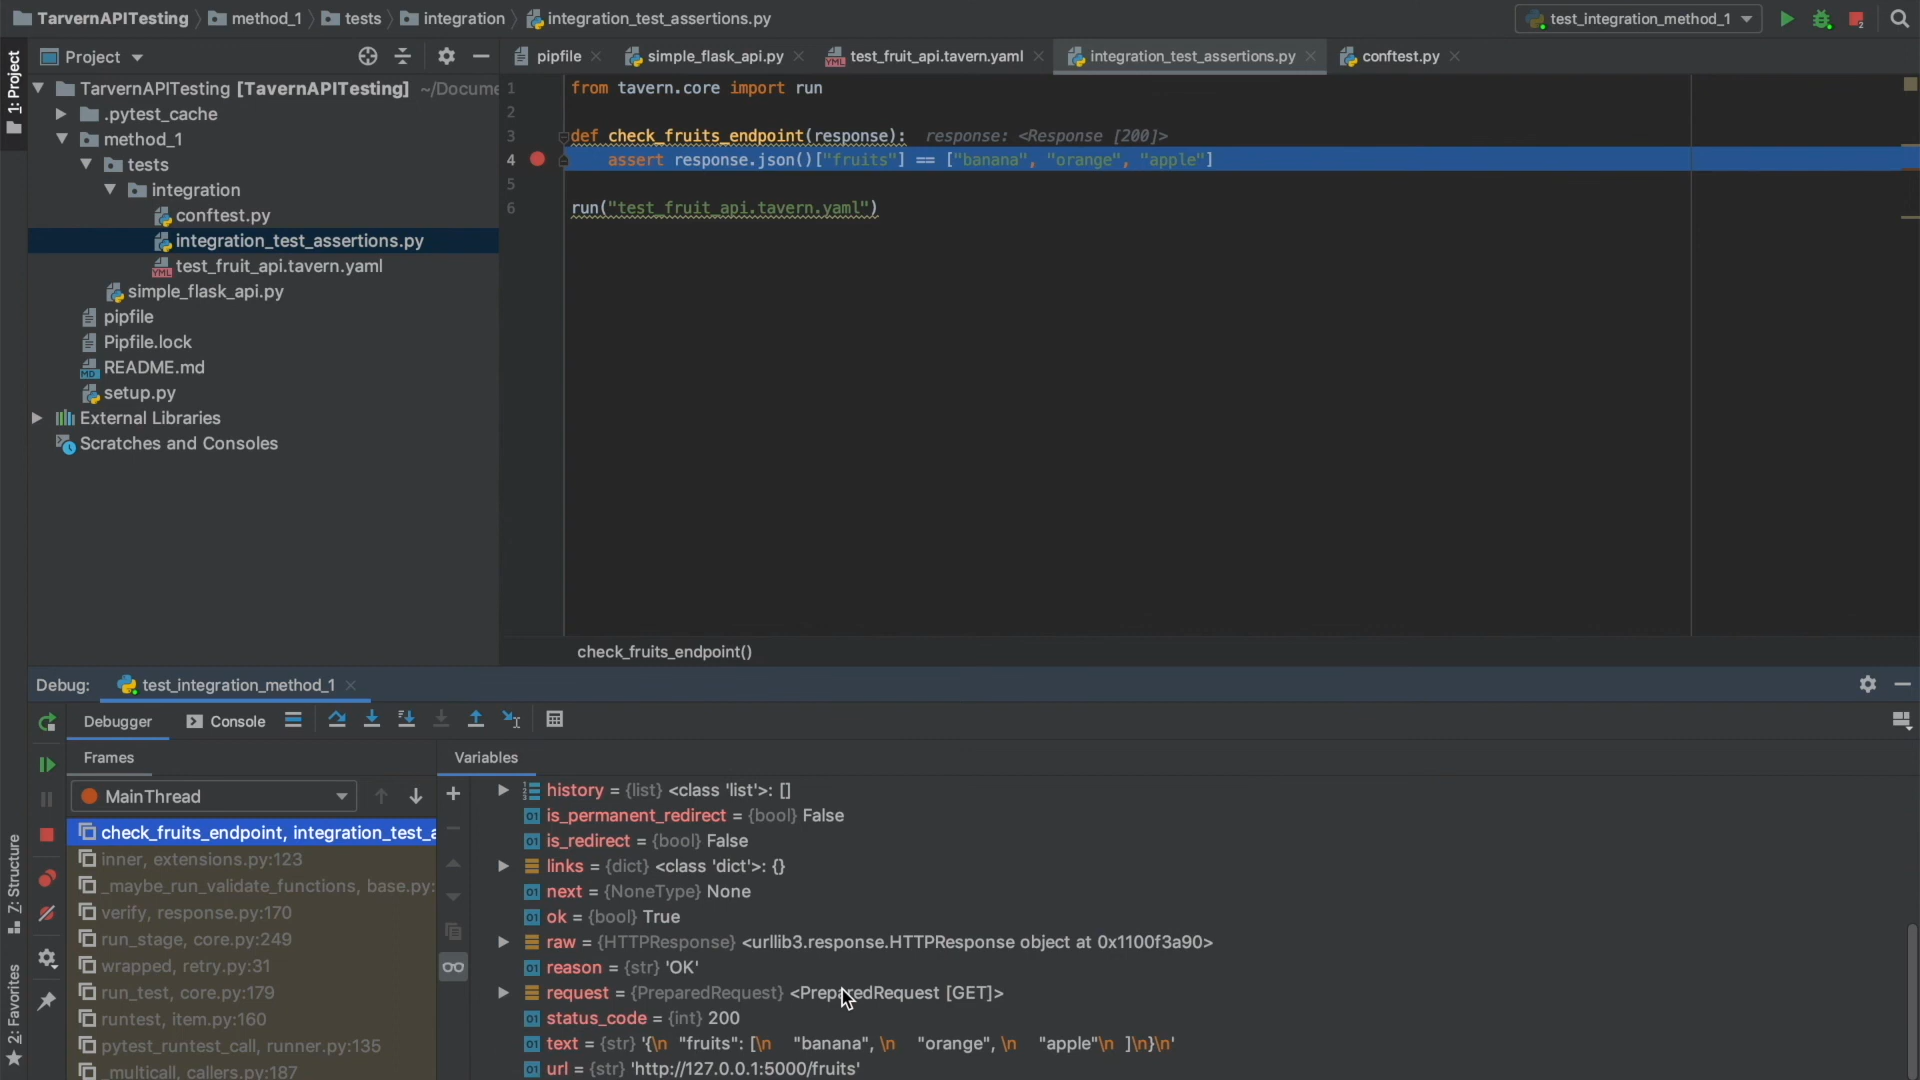 TarvernAPITesting method_1 tests integration integration_test_assertions.py
test_integration_method_1
1: Project
Project
pipfile simple_flask_api.py test_fruit_api.tavern.yaml integration_test_assertions.py conftest.py
TarvernAPITesting [TavernAPITesting] ~/Docume
.pytest_cache
method_1
tests
integration
conftest.py
integration_test_assertions.py
test_fruit_api.tavern.yaml
simple_flask_api.py
pipfile
Pipfile.lock
README.md
setup.py
External Libraries
Scratches and Consoles
1 from tavern.core import run
2
3 def check_fruits_endpoint(response): response: <Response [200]>
4 assert response.json()["fruits"] == ["banana", "orange", "apple"]
5
6 run("test_fruit_api.tavern.yaml")
check_fruits_endpoint()
Debug: test_integration_method_1
Debugger Console
Frames
MainThread
check_fruits_endpoint, integration_test_a
inner, extensions.py:123
_maybe_run_validate_functions, base.py:
verify, response.py:170
run_stage, core.py:249
wrapped, retry.py:31
run_test, core.py:179
runtest, item.py:160
pytest_runtest_call, runner.py:135
_multicall, callers.py:187
Variables
history = {list} <class 'list'>: []
is_permanent_redirect = {bool} False
is_redirect = {bool} False
links = {dict} <class 'dict'>: {}
next = {NoneType} None
ok = {bool} True
raw = {HTTPResponse} <urllib3.response.HTTPResponse object at 0x1100f3a90>
reason = {str} 'OK'
request = {PreparedRequest} <PreparedRequest [GET]>
status_code = {int} 200
text = {str} '{\n "fruits": [\n "banana", \n "orange", \n "apple"\n ]\n}\n'
url = {str} 'http://127.0.0.1:5000/fruits'
Z: Structure
2: Favorites